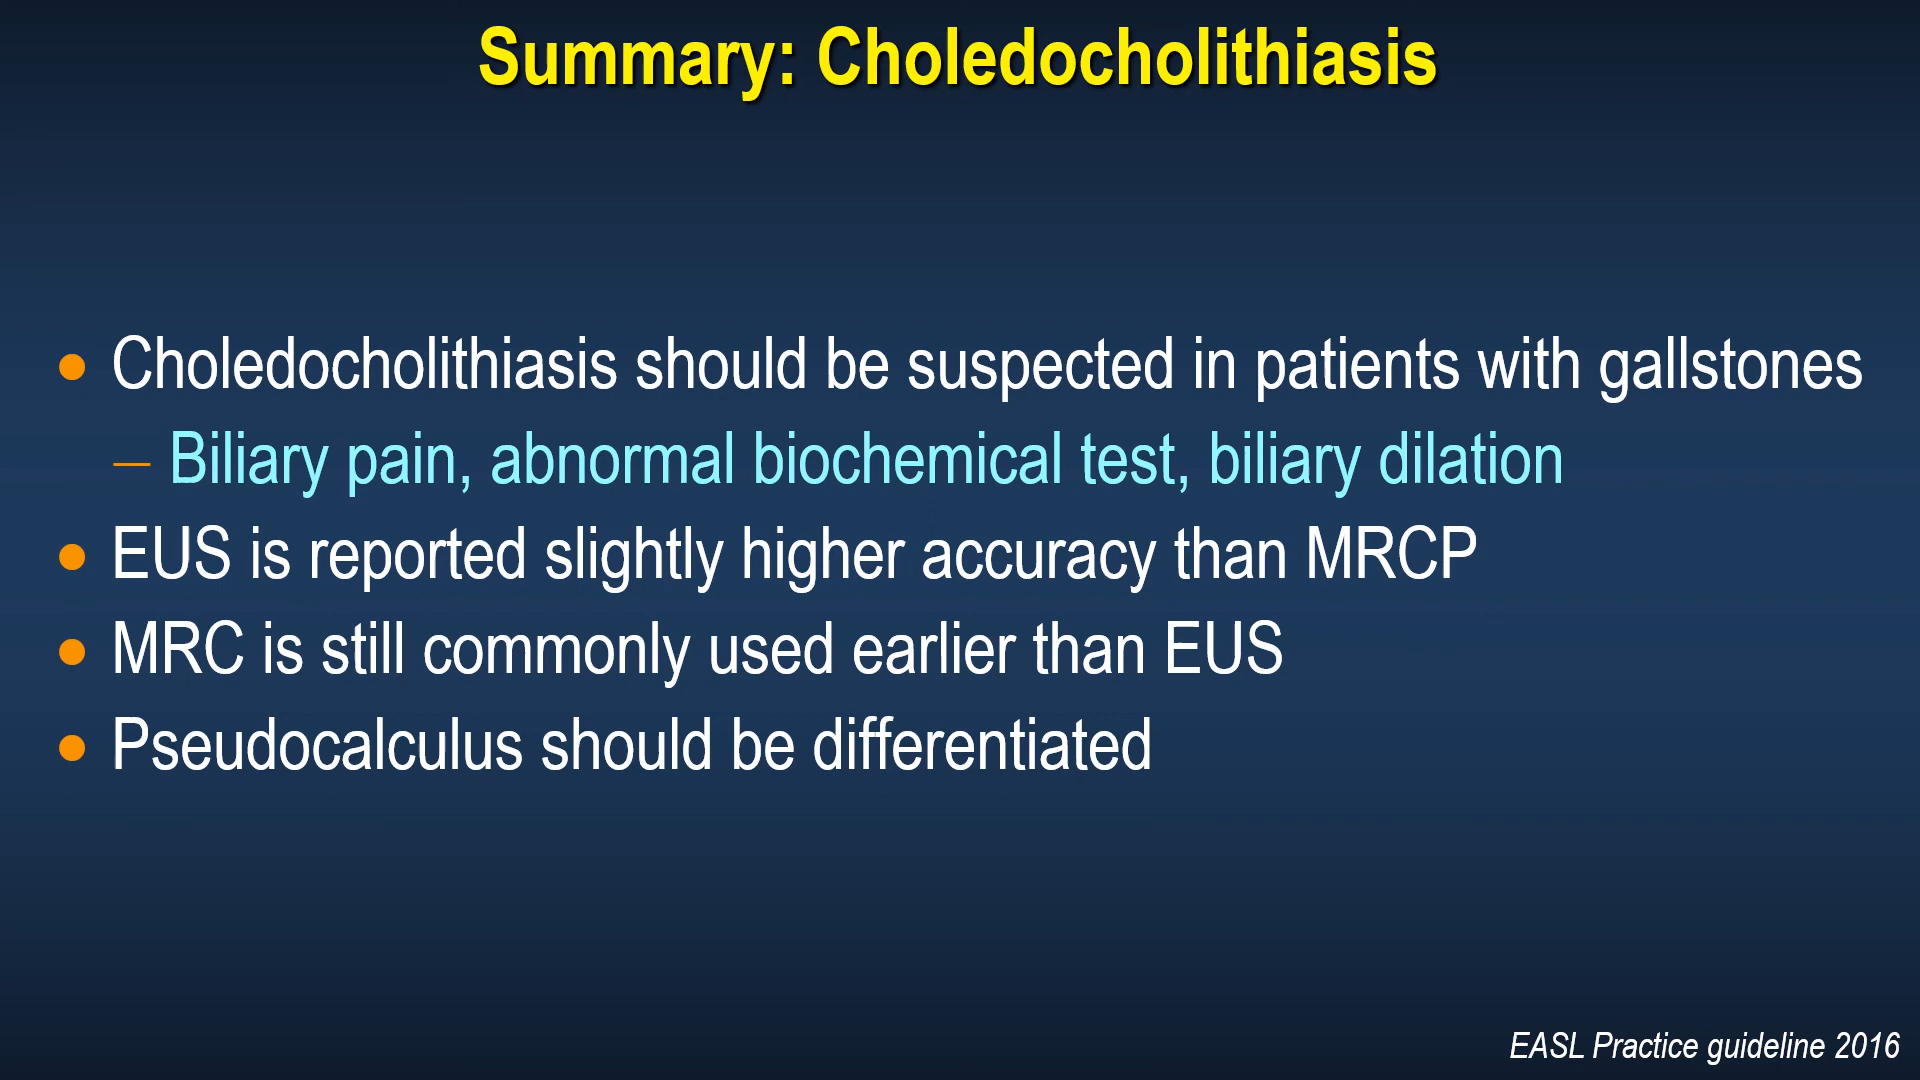 Summary: Choledocholithiasis
• Choledocholithiasis should be suspected in patients with gallstones
– Biliary pain, abnormal biochemical test, biliary dilation
• EUS is reported slightly higher accuracy than MRCP
• MRC is still commonly used earlier than EUS
• Pseudocalculus should be differentiated
EASL Practice guideline 2016